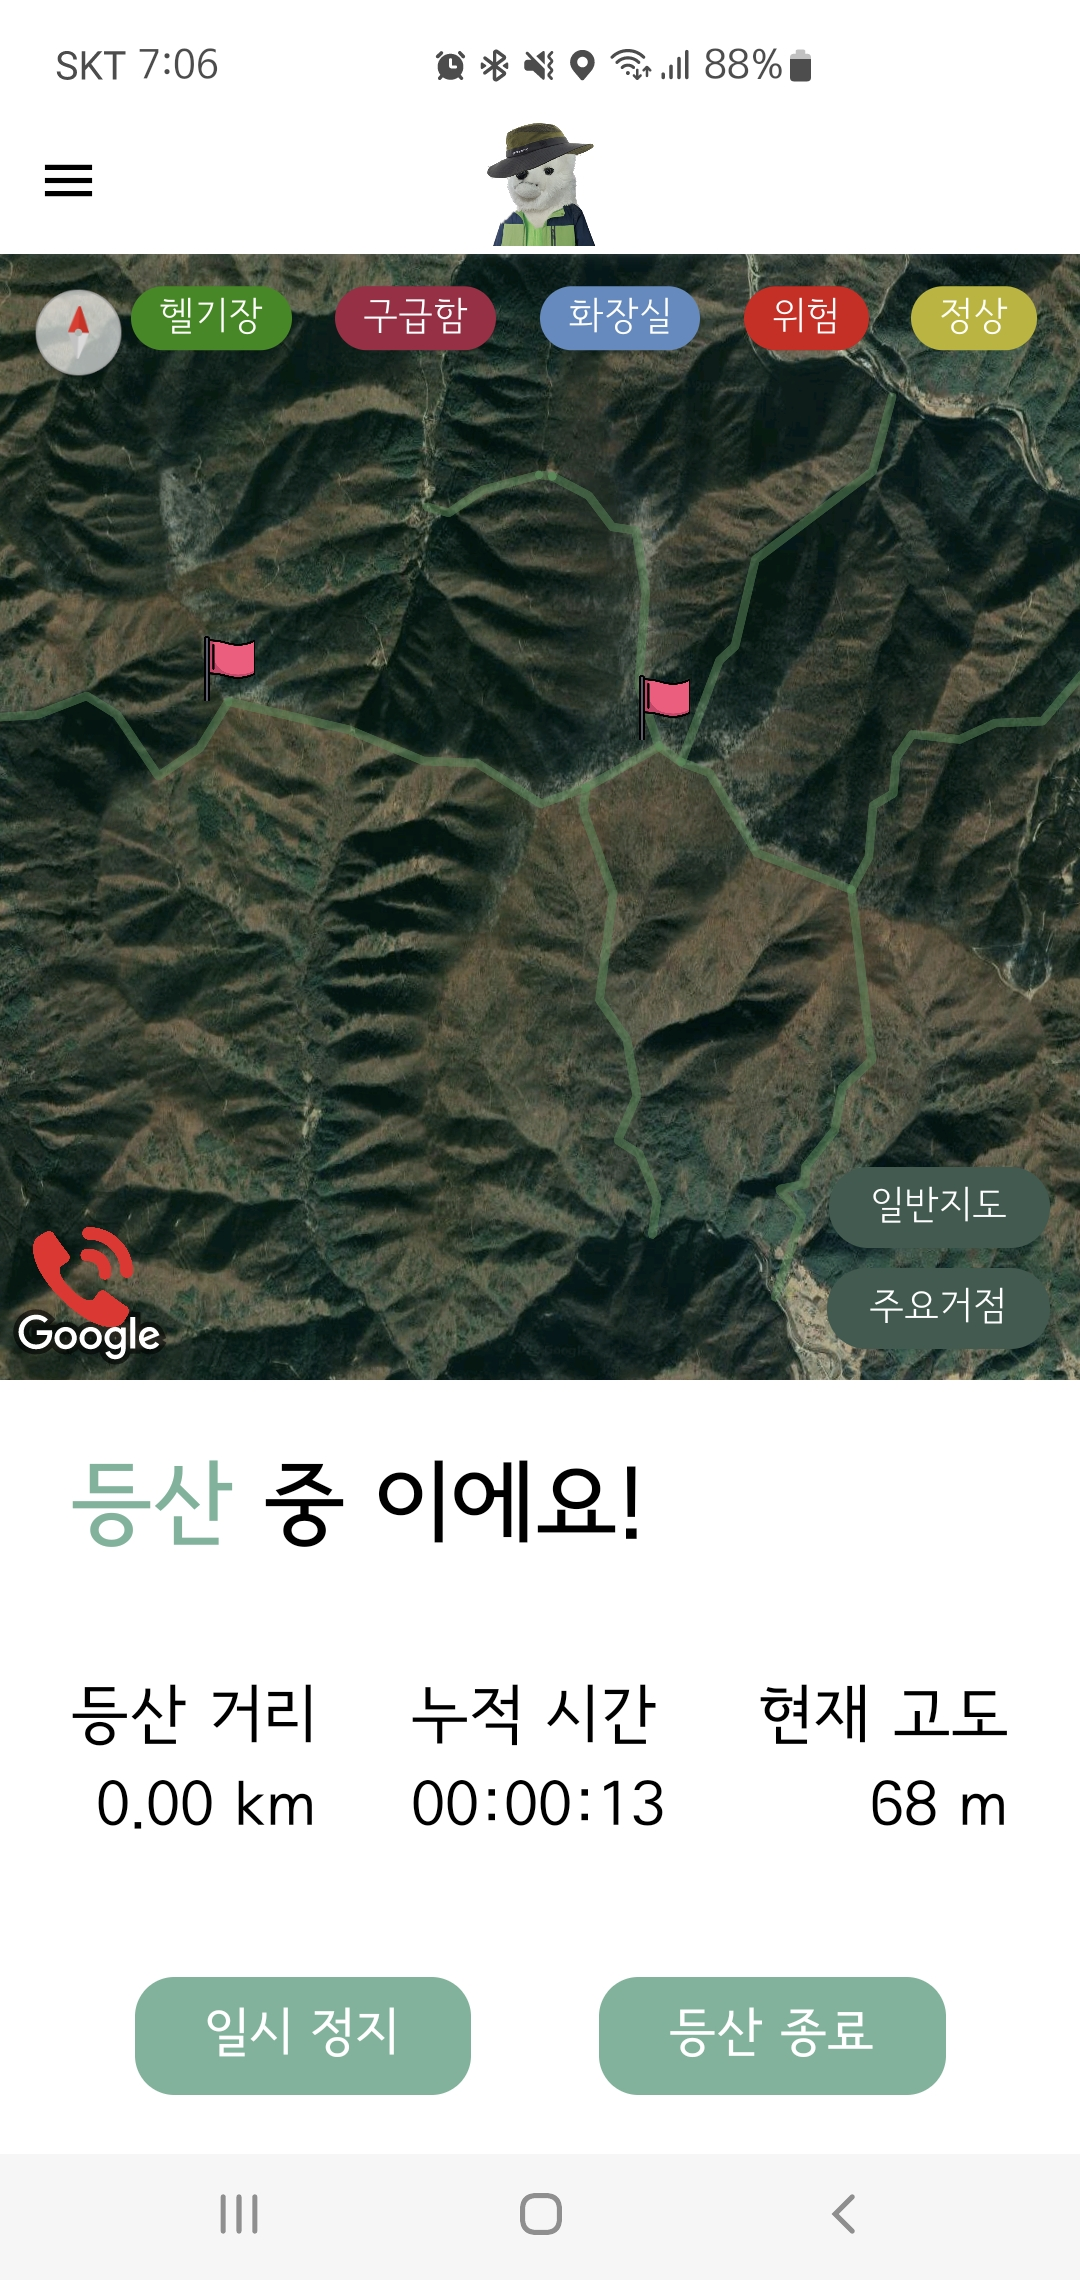 SKT 7:06 88%
헬기장 구급함 화장실 위험 정상
일반지도
주요거점
Google
등산 중 이에요!
등산 거리 누적 시간 현재 고도
0.00 km 00:00:13 68 m
일시 정지 등산 종료